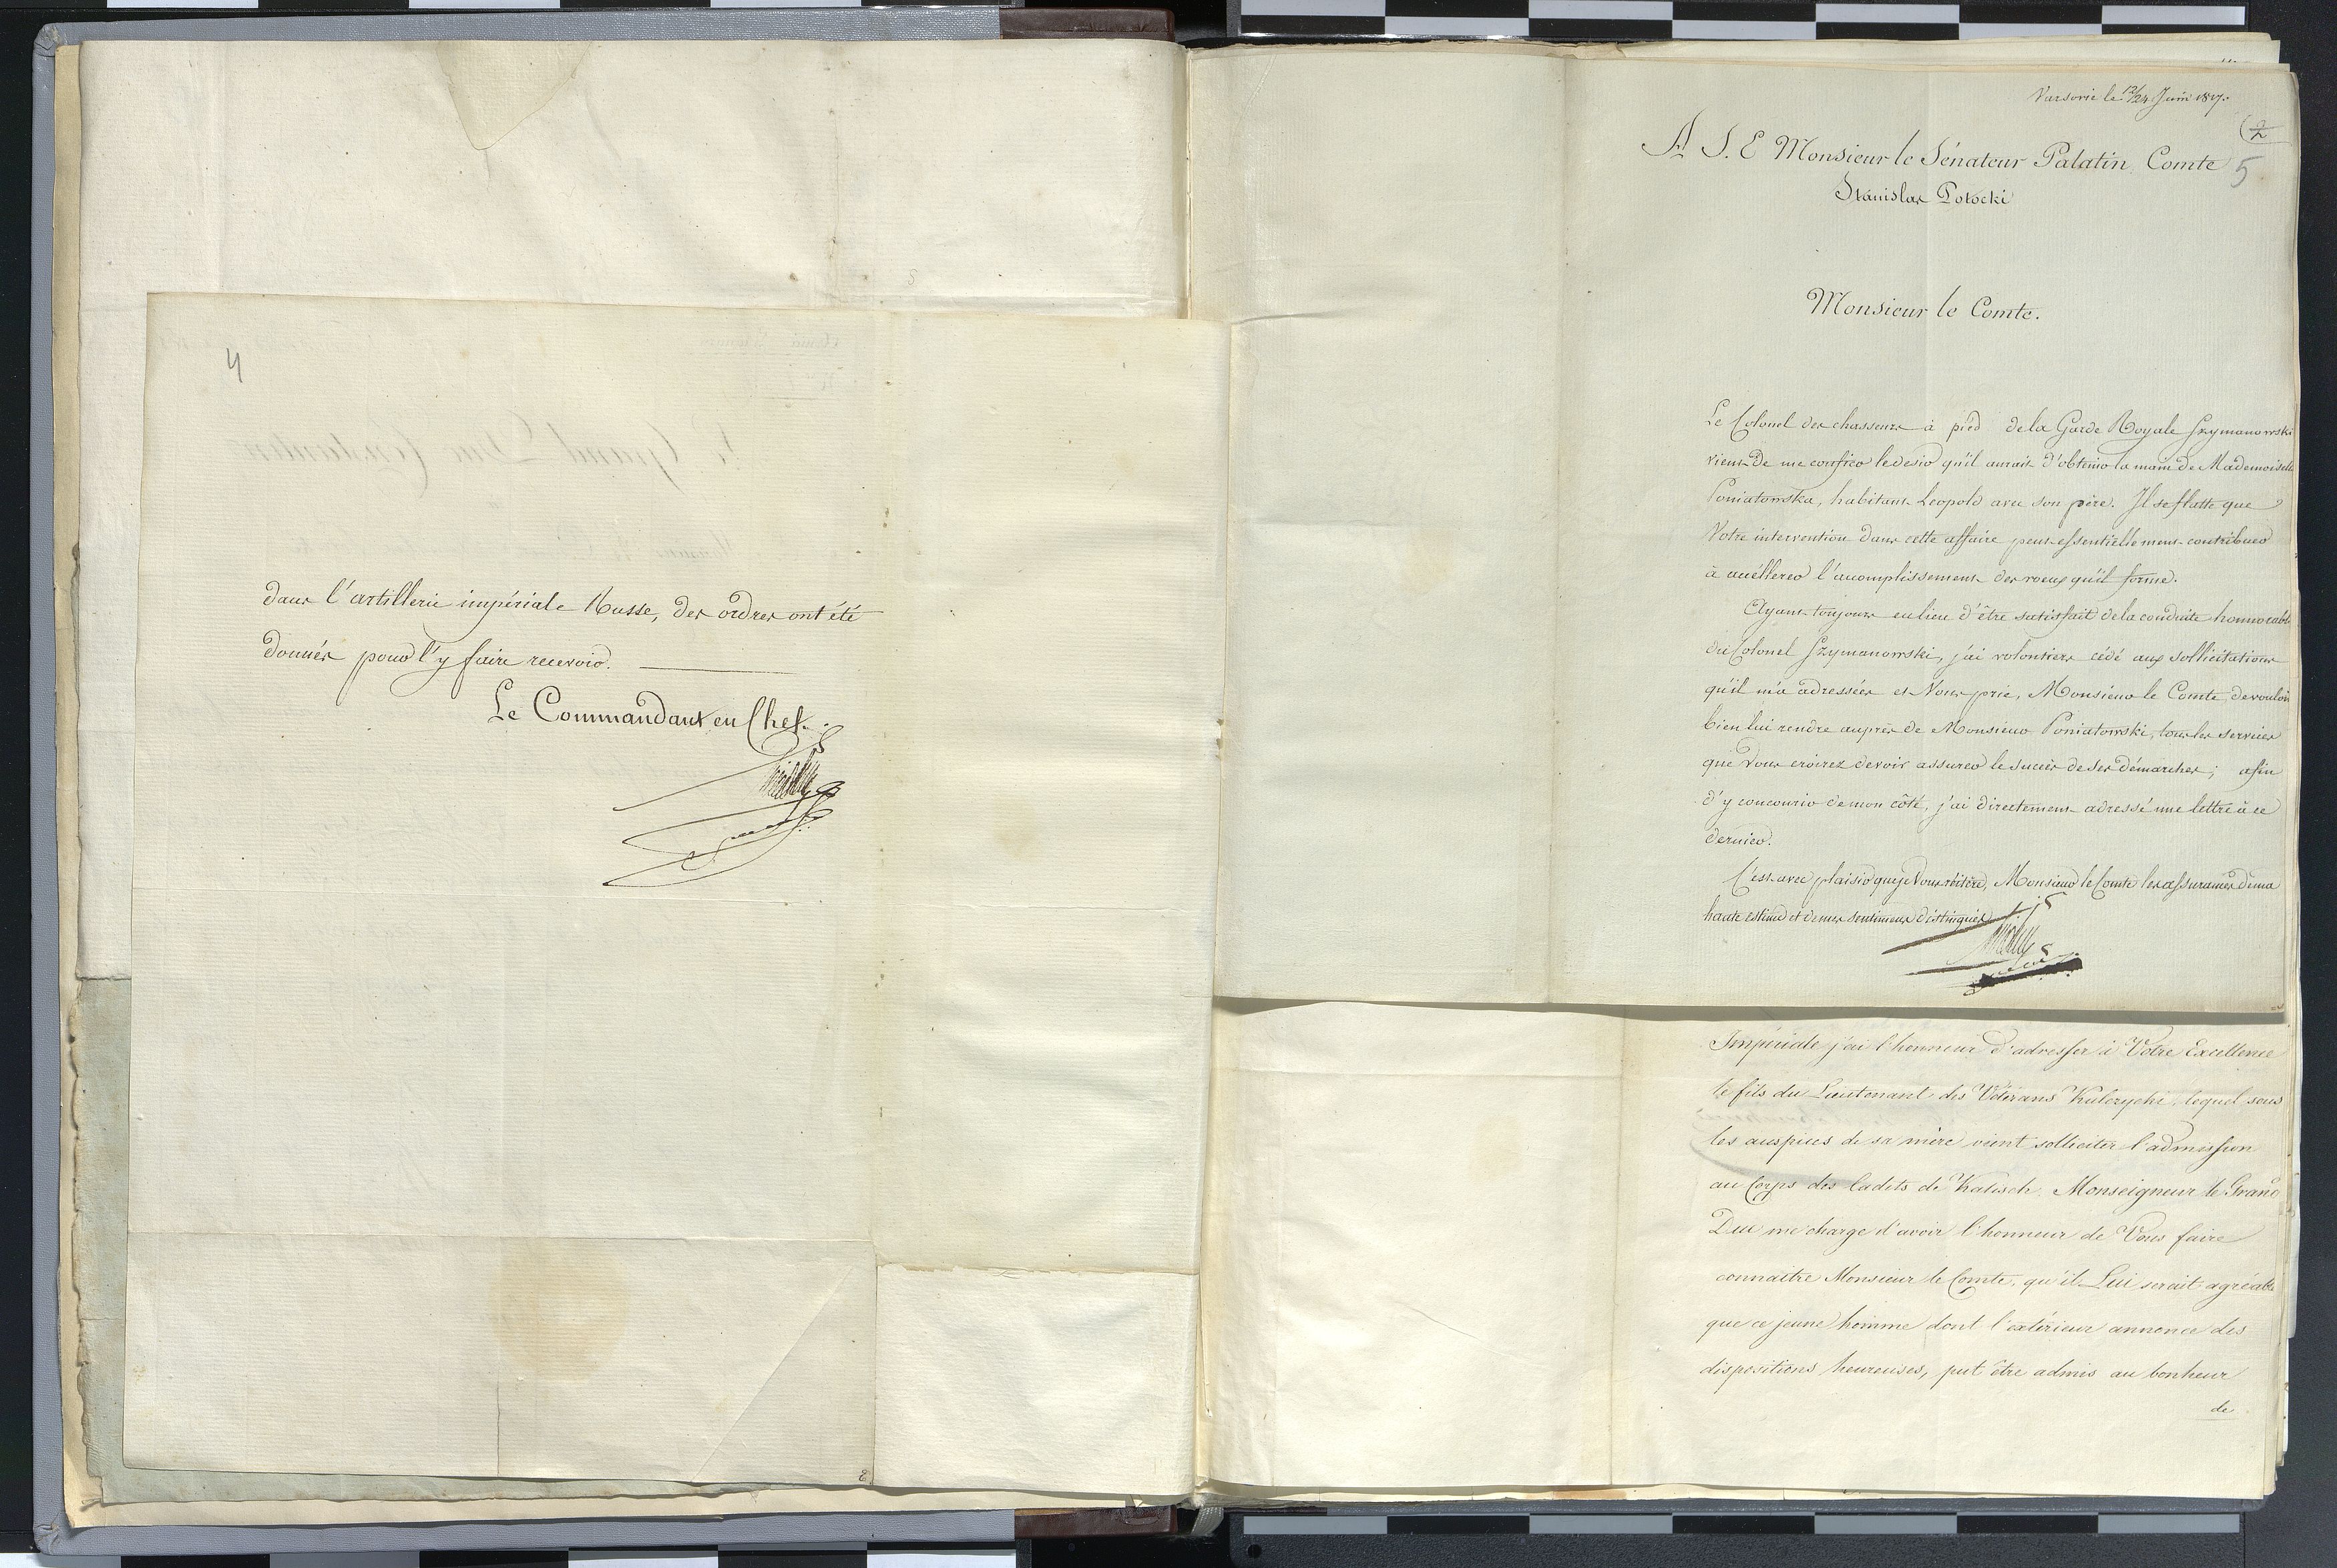 4
dans l'artillerie impériale Russe, des ordres ont été
donnés pour l'y faire recevoir.
Le Commandant en Chef.
Varsovie le 12/24 Juin 1817.
2
5
A S. E Monsieur le Sénateur Palatin Comte
Stanislas Potocki
Monsieur le Comte.
Le Colonel des chasseurs à pied de la Garde Royale Szymanowski
vient de me confier le desir qu'il aurait d'obtenir la main de Mademoiselle
Poniatowska, habitant Léopold avec son père. Il se flatte que
Votre intervention dans cette affaire peut essentiellement contribuer
à accéllerer l'accomplissement des voeux qu'il forme.
Ayant toujours eu lieu d'être satisfait de la conduite honnorable
du Colonel Szymanowski, j'ai volontiers cédé aux sollicitations
qu'il m'a adressées et Vous prie, Monsieur le Comte, de vouloir
bien lui rendre auprès de Monsieur Poniatowski, tous les services
que Vous croirez devoir assurer le succès de ses démarches; afin
d'y concourir de mon côté, j'ai directement adressé une lettre à ce
dernier.
C'est avec plaisir que je Vous réitère, Monsieur le Comte les assurances de ma
haute estime et de mes sentimens distingués
Impériale j'ai l'honneur d'adresser à Votre Excellence
le fils du Lieutenant des Vétérans Kulczycki, lequel sous
les auspices de sa mère vient solliciter l'admission
au Corps des Cadets de Kalisch. Monseigneur le Grand
Duc me charge d'avoir l'honneur de Vous faire
connaître Monsieur le Comte, qu'il Lui serait agréable
que ce jeune homme dont l'extérieur annonce des
dispositions heureuses, put être admis au bonheur
de